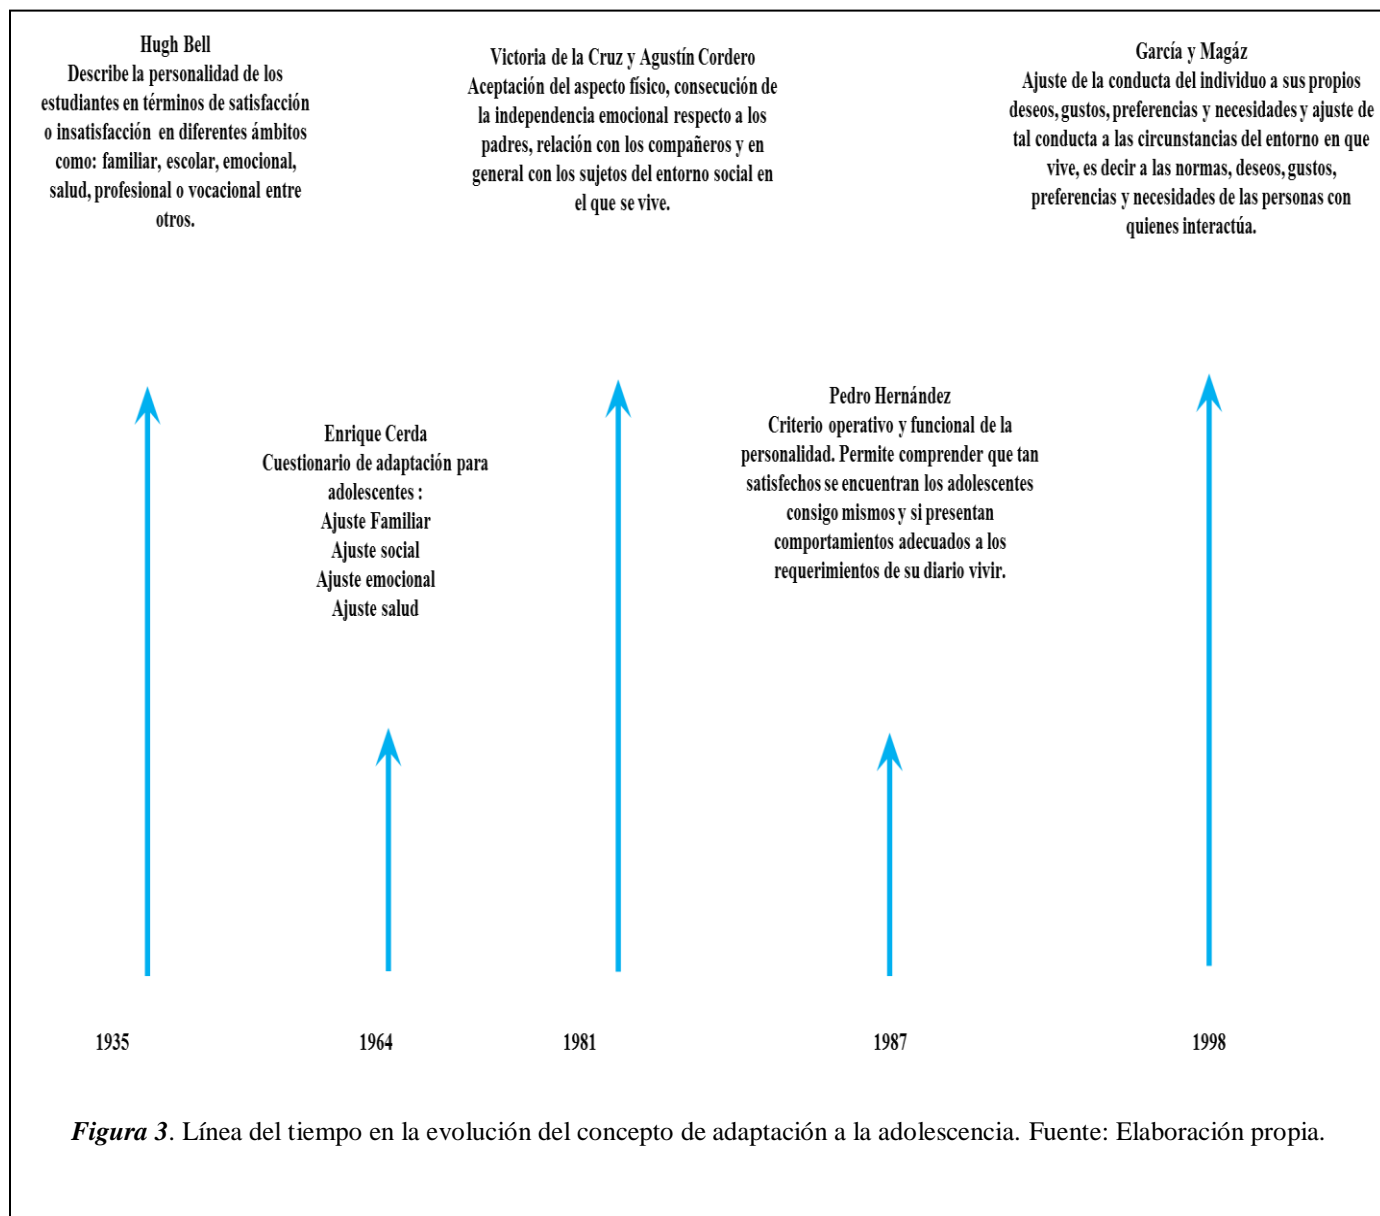 Hugh Bell
Describe la personalidad de los
estudiantes en términos de satisfacción
o insatisfacción en diferentes ámbitos
como: familiar, escolar, emocional,
salud, profesional o vocacional entre
otros.
Victoria de la Cruz y Agustín Cordero
Aceptación del aspecto físico, consecución de
la independencia emocional respecto a los
padres, relación con los compañeros y en
general con los sujetos del entorno social en
el que se vive.
García y Magáz
Ajuste de la conducta del individuo a sus propios
deseos, gustos, preferencias y necesidades y ajuste de
tal conducta a las circunstancias del entorno en que
vive, es decir a las normas, deseos, gustos,
preferencias y necesidades de las personas con
quienes interactúa.
Enrique Cerda
Cuestionario de adaptación para
adolescentes :
Ajuste Familiar
Ajuste social
Ajuste emocional
Ajuste salud
Pedro Hernández
Criterio operativo y funcional de la
personalidad. Permite comprender que tan
satisfechos se encuentran los adolescentes
consigo mismos y si presentan
comportamientos adecuados a los
requerimientos de su diario vivir.
1935
1964
1981
1987
1998
Figura 3. Línea del tiempo en la evolución del concepto de adaptación a la adolescencia. Fuente: Elaboración propia.